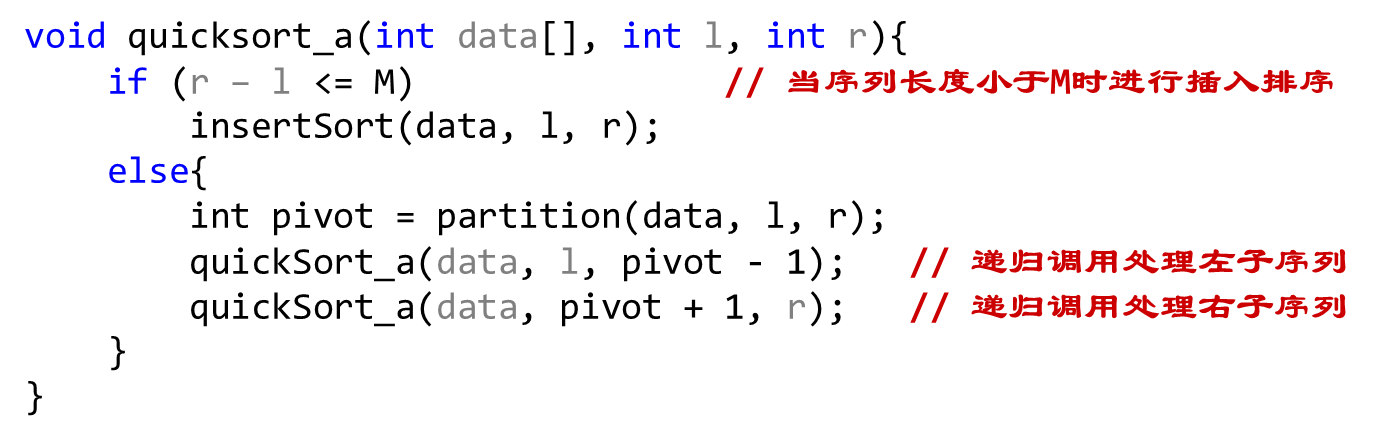 void quicksort_a(int data[], int l, int r){
    if (r – l <= M)               // 当序列长度小于M时进行插入排序
        insertSort(data, l, r);
    else{
        int pivot = partition(data, l, r);
        quickSort_a(data, l, pivot - 1);   // 递归调用处理左子序列
        quickSort_a(data, pivot + 1, r);   // 递归调用处理右子序列
    }
}